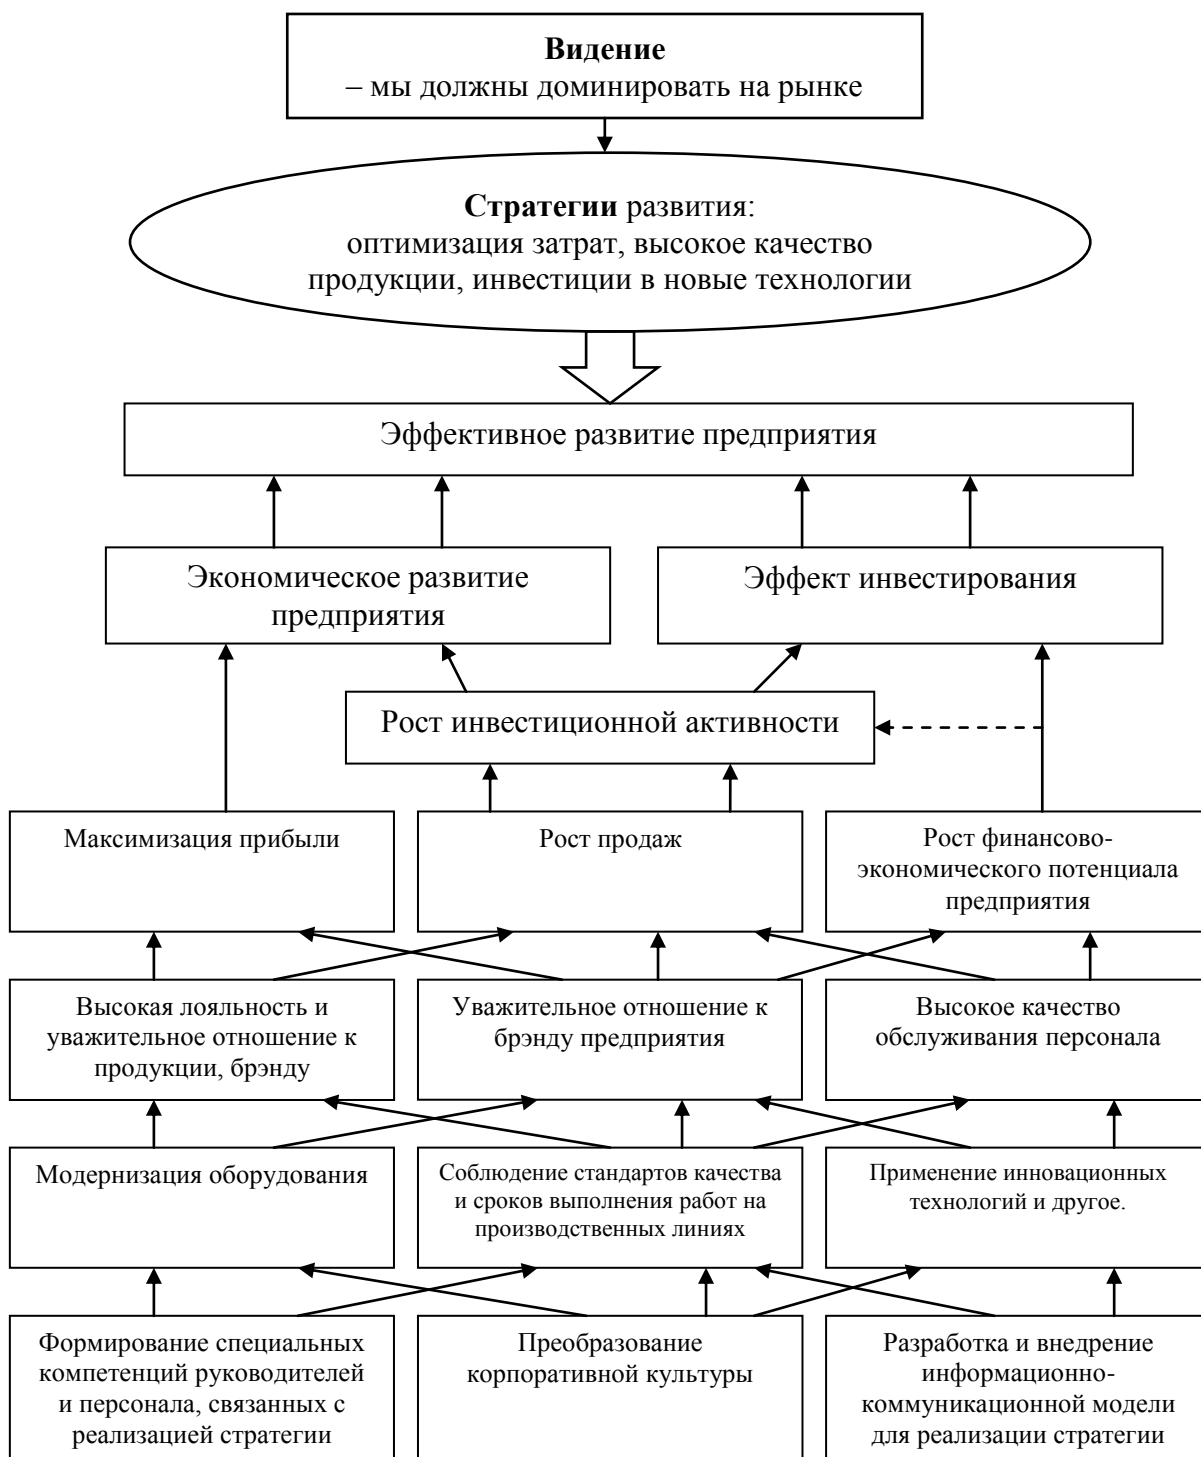 Видение
– мы должны доминировать на рынке
Стратегии развития:
оптимизация затрат, высокое качество
продукции, инвестиции в новые технологии
Эффективное развитие предприятия
Экономическое развитие
предприятия
Эффект инвестирования
Рост инвестиционной активности
Максимизация прибыли
Рост продаж
Рост финансово-
экономического потенциала
предприятия
Высокая лояльность и
уважительное отношение к
продукции, брэнду
Уважительное отношение к
брэнду предприятия
Высокое качество
обслуживания персонала
Модернизация оборудования
Соблюдение стандартов качества
и сроков выполнения работ на
производственных линиях
Применение инновационных
технологий и другое.
Формирование специальных
компетенций руководителей
и персонала, связанных с
реализацией стратегии
Преобразование
корпоративной культуры
Разработка и внедрение
информационно-
коммуникационной модели
для реализации стратегии